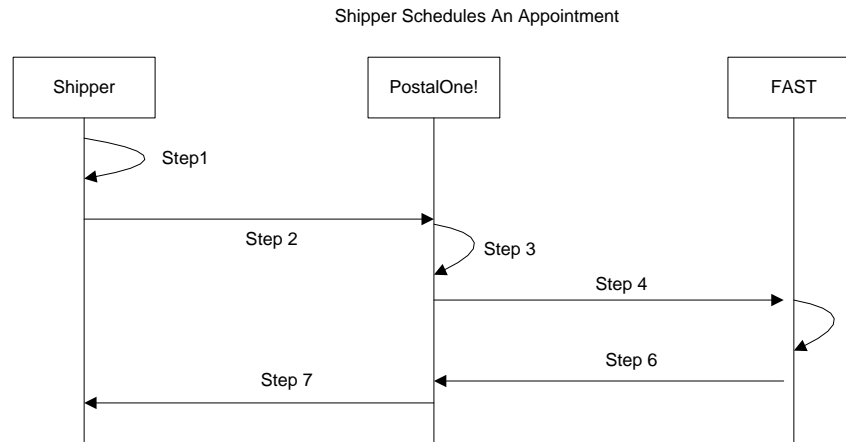 Shipper Schedules An Appointment
Shipper
PostalOne!
FAST
Step1
Step 2
Step 3
Step 4
Step 6
Step 7